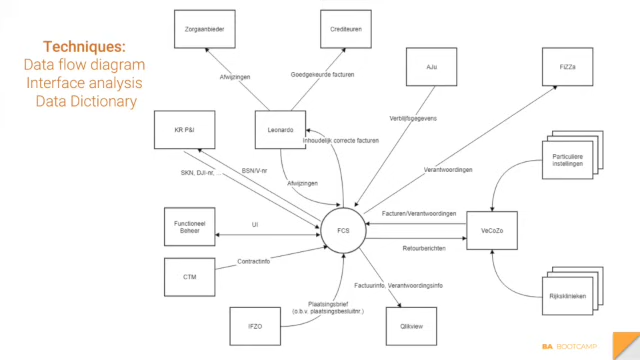 Techniques:
Data flow diagram
Interface analysis
Data Dictionary
Zorgaanbieder
Crediteuren
AJu
FiZZa
Afwijzingen
Goedgekeurde facturen
KR P&I
Leonardo
Inhoudelijk correcte facturen
Verblijfsgegevens
Particuliere
instellingen
SKN, DJI-nr, ...
BSN/V-nr
Afwijzingen
Verantwoordingen
Functioneel
Beheer
UI
FCS
Facturen/Verantwoordingen
VeCoZo
Retourberichten
CTM
Contractinfo
Factuurinfo, Verantwoordingsinfo
Rijksklinieken
IFZO
Plaatsingsbrief
(o.b.v. plaatsingsbesluitnr.)
Qlikview
BA BOOTCAMP